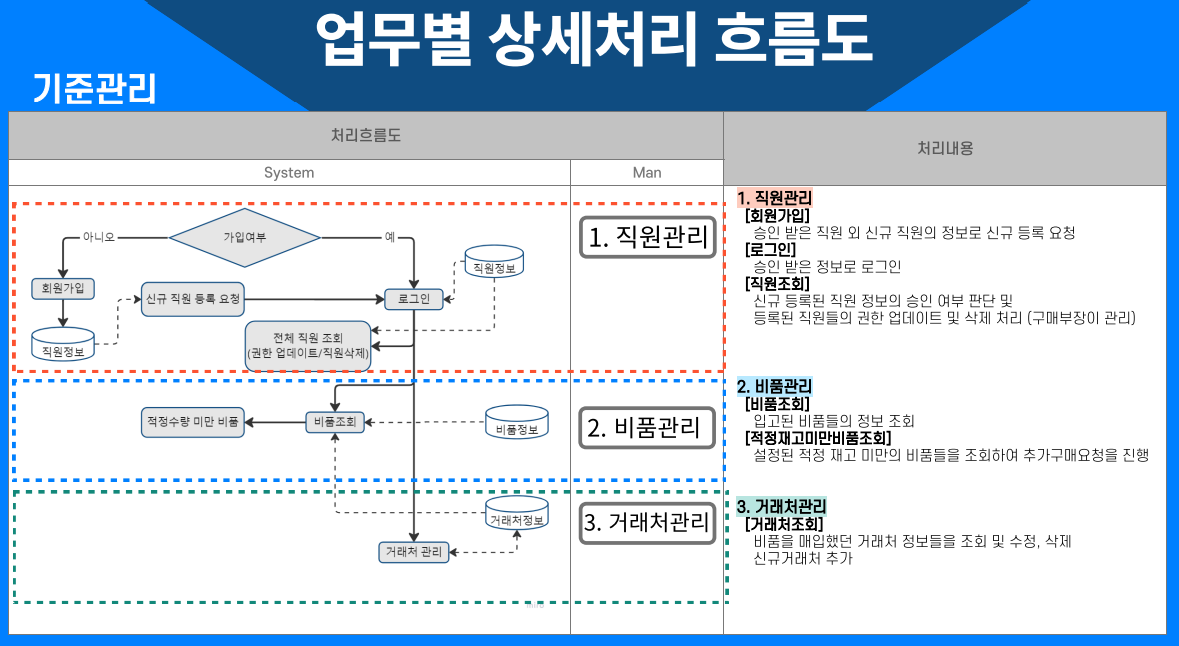 업무별 상세처리 흐름도
기준관리
처리흐름도
처리내용
System
Man
아니오
가입여부
예
1. 직원관리
회원가입
신규 직원 등록 요청
로그인
직원정보
직원정보
전체 직원 조회
(권한 업데이트/직원삭제)
적정수량 미만 비품
비품조회
비품정보
2. 비품관리
거래처정보
3. 거래처관리
거래처 관리
miro
1. 직원관리
[회원가입]
승인 받은 직원 외 신규 직원의 정보로 신규 등록 요청
[로그인]
승인 받은 정보로 로그인
[직원조회]
신규 등록된 직원 정보의 승인 여부 판단 및
등록된 직원들의 권한 업데이트 및 삭제 처리 (구매부장이 관리)
2. 비품관리
[비품조회]
입고된 비품들의 정보 조회
[적정재고미만비품조회]
설정된 적정 재고 미만의 비품들을 조회하여 추가구매요청을 진행
3. 거래처관리
[거래처조회]
비품을 매입했던 거래처 정보들을 조회 및 수정, 삭제
신규거래처 추가